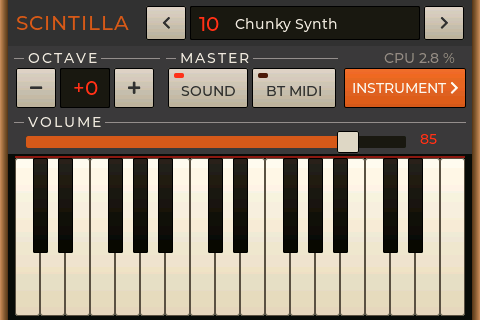 SCINTILLA
10 Chunky Synth
OCTAVE
MASTER
CPU 2.8 %
+0
SOUND
BT MIDI
INSTRUMENT
VOLUME
85